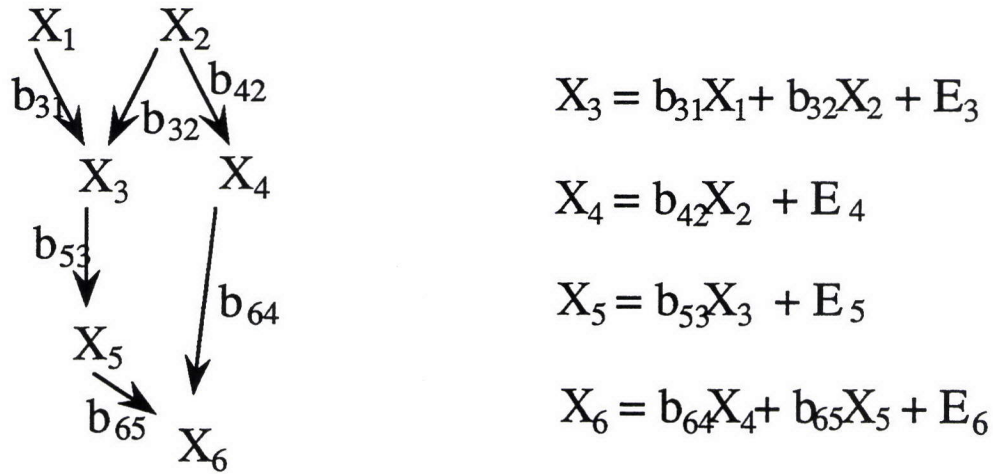 X₁ X₂
b₃₁ b₃₂ b₄₂
X₃ X₄
b₅₃ b₆₄
X₅
b₆₅
X₆
X₃ = b₃₁X₁+ b₃₂X₂ + E₃
X₄ = b₄₂X₂ + E₄
X₅ = b₅₃X₃ + E₅
X₆ = b₆₄X₄+ b₆₅X₅ + E₆